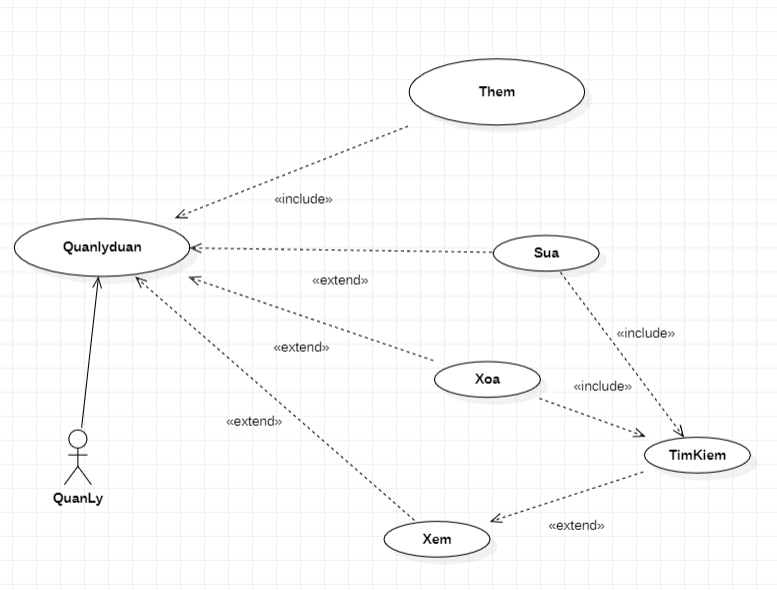 Them
«include»
Quanlyduan
Sua
«extend»
«include»
«extend»
Xoa
«include»
«extend»
TimKiem
QuanLy
«extend»
Xem